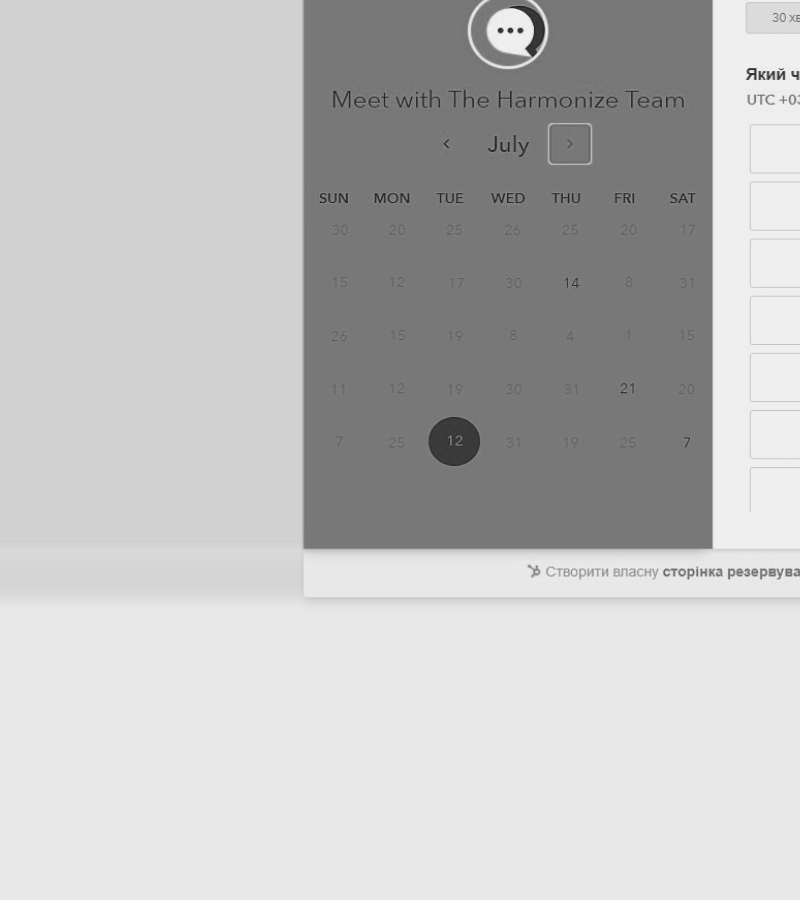 30 хв
Який ч
UTC +03
Meet with The Harmonize Team
July
SUN MON TUE WED THU FRI SAT
30 20 25 26 25 20 17
15 12 17 30 14 8 31
26 15 19 8 4 1 15
11 12 19 30 31 21 20
7 25 12 31 19 25 7
Створити власну сторінка резервува